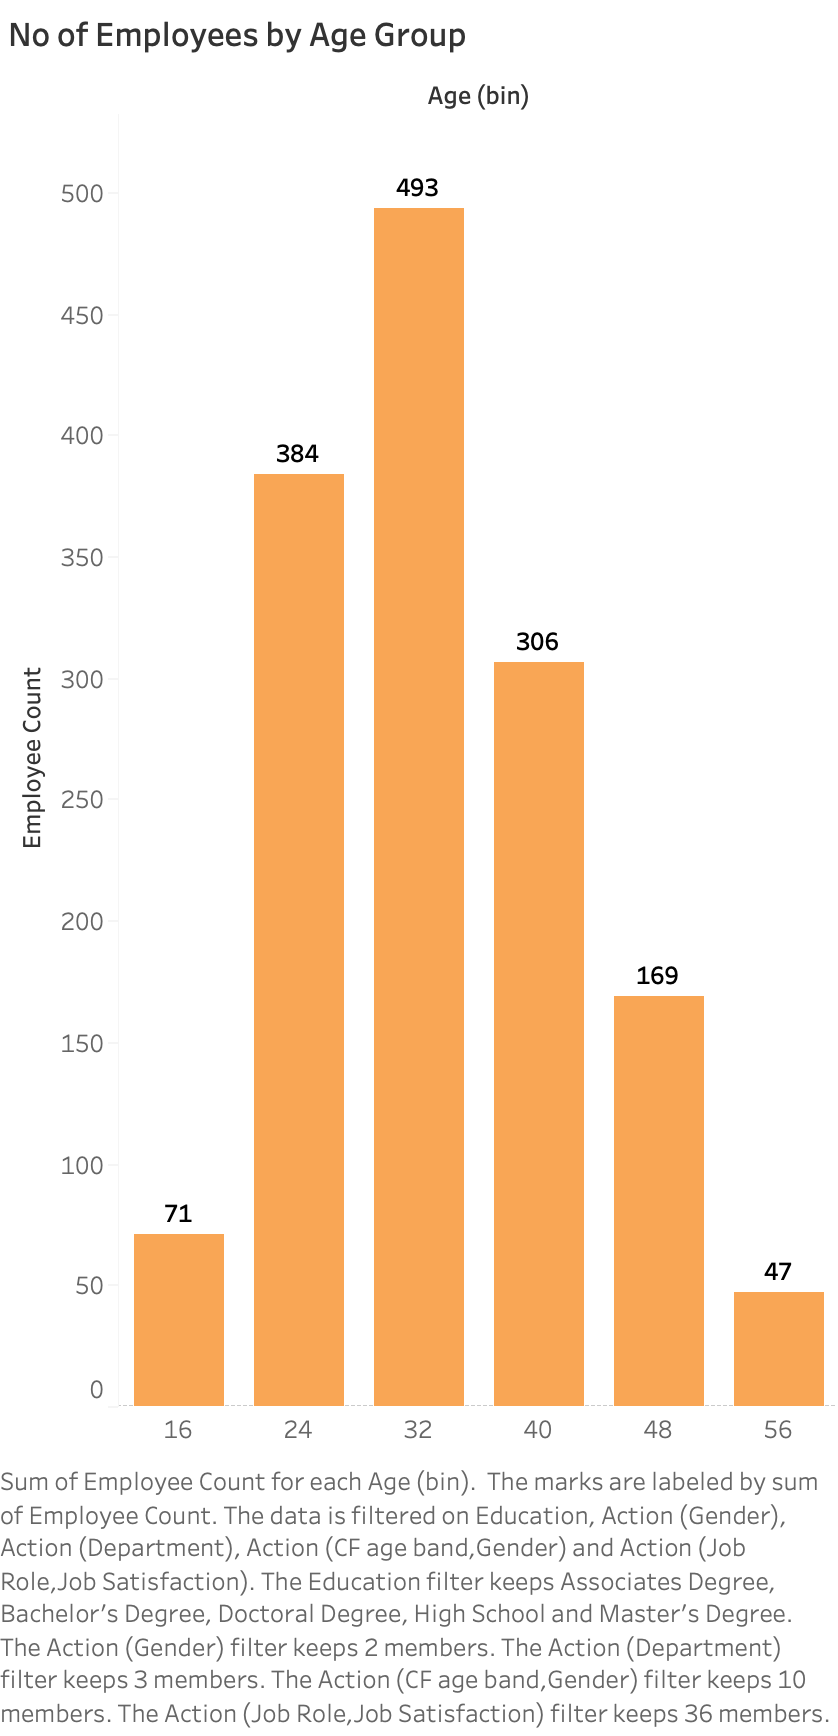 No of Employees by Age Group
Age (bin)
500
450
400
350
300
250
200
150
100
50
0
Employee Count
493
384
306
169
71
47
16 24 32 40 48 56
Sum of Employee Count for each Age (bin).  The marks are labeled by sum
of Employee Count. The data is filtered on Education, Action (Gender),
Action (Department), Action (CF age band,Gender) and Action (Job
Role,Job Satisfaction). The Education filter keeps Associates Degree,
Bachelor’s Degree, Doctoral Degree, High School and Master’s Degree.
The Action (Gender) filter keeps 2 members. The Action (Department)
filter keeps 3 members. The Action (CF age band,Gender) filter keeps 10
members. The Action (Job Role,Job Satisfaction) filter keeps 36 members.